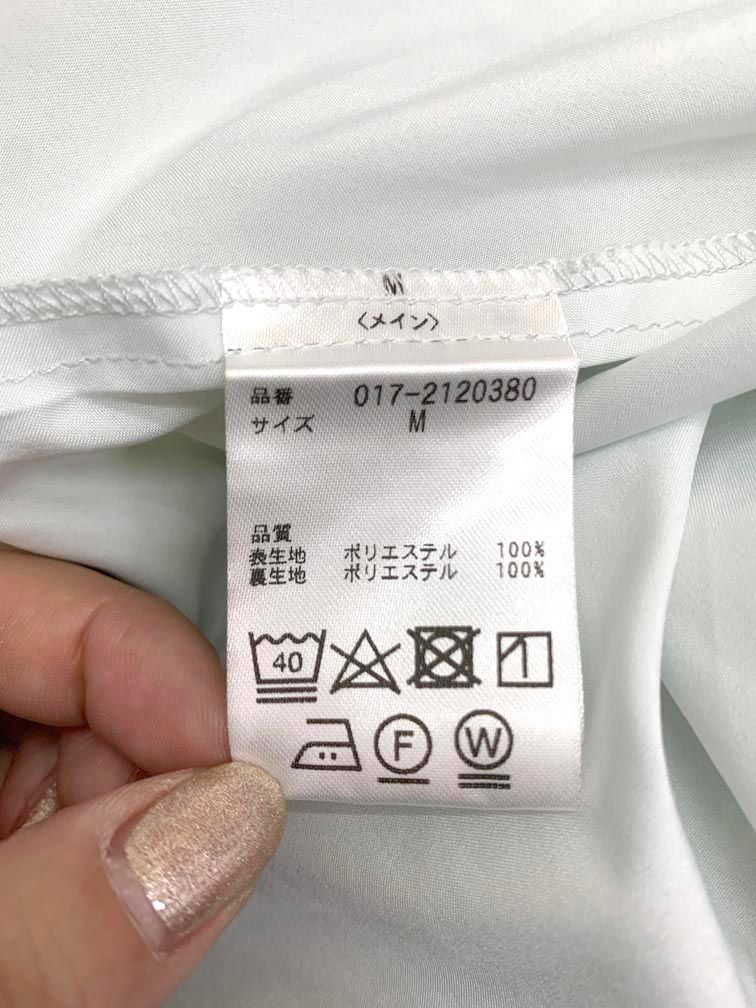 M
〈メイン〉
品番 017-2120380
サイズ M
品質
表生地 ポリエステル 100%
裏生地 ポリエステル 100%
40
F W